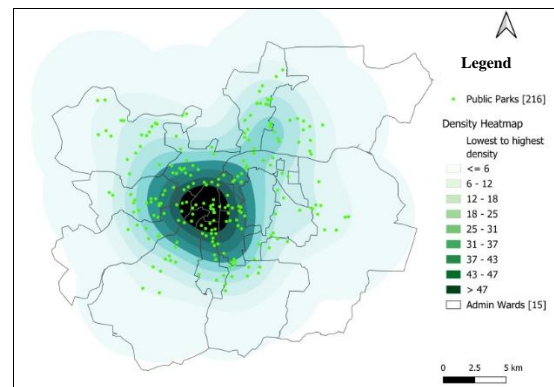 Legend
Public Parks [216]
Density Heatmap
Lowest to highest
density
<= 6
6 - 12
12 - 18
18 - 25
25 - 31
31 - 37
37 - 43
43 - 47
> 47
Admin Wards [15]
0 2.5 5 km